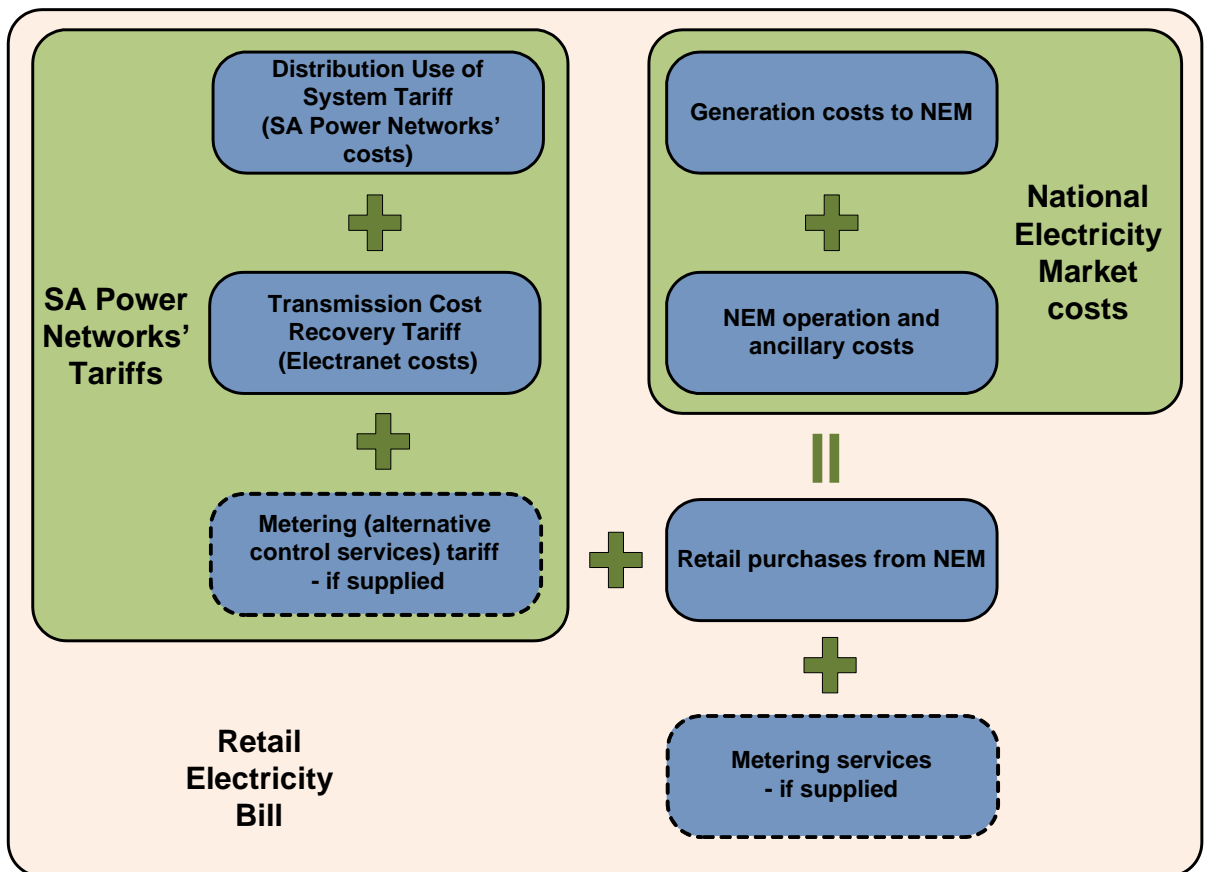 Distribution Use of
System Tariff
(SA Power Networks'
costs)
Transmission Cost
Recovery Tariff
(Electranet costs)
Metering (alternative
control services) tariff
- if supplied
SA Power
Networks'
Tariffs
Generation costs to NEM
NEM operation and
ancillary costs
National
Electricity
Market
costs
Retail purchases from NEM
Metering services
- if supplied
Retail
Electricity
Bill